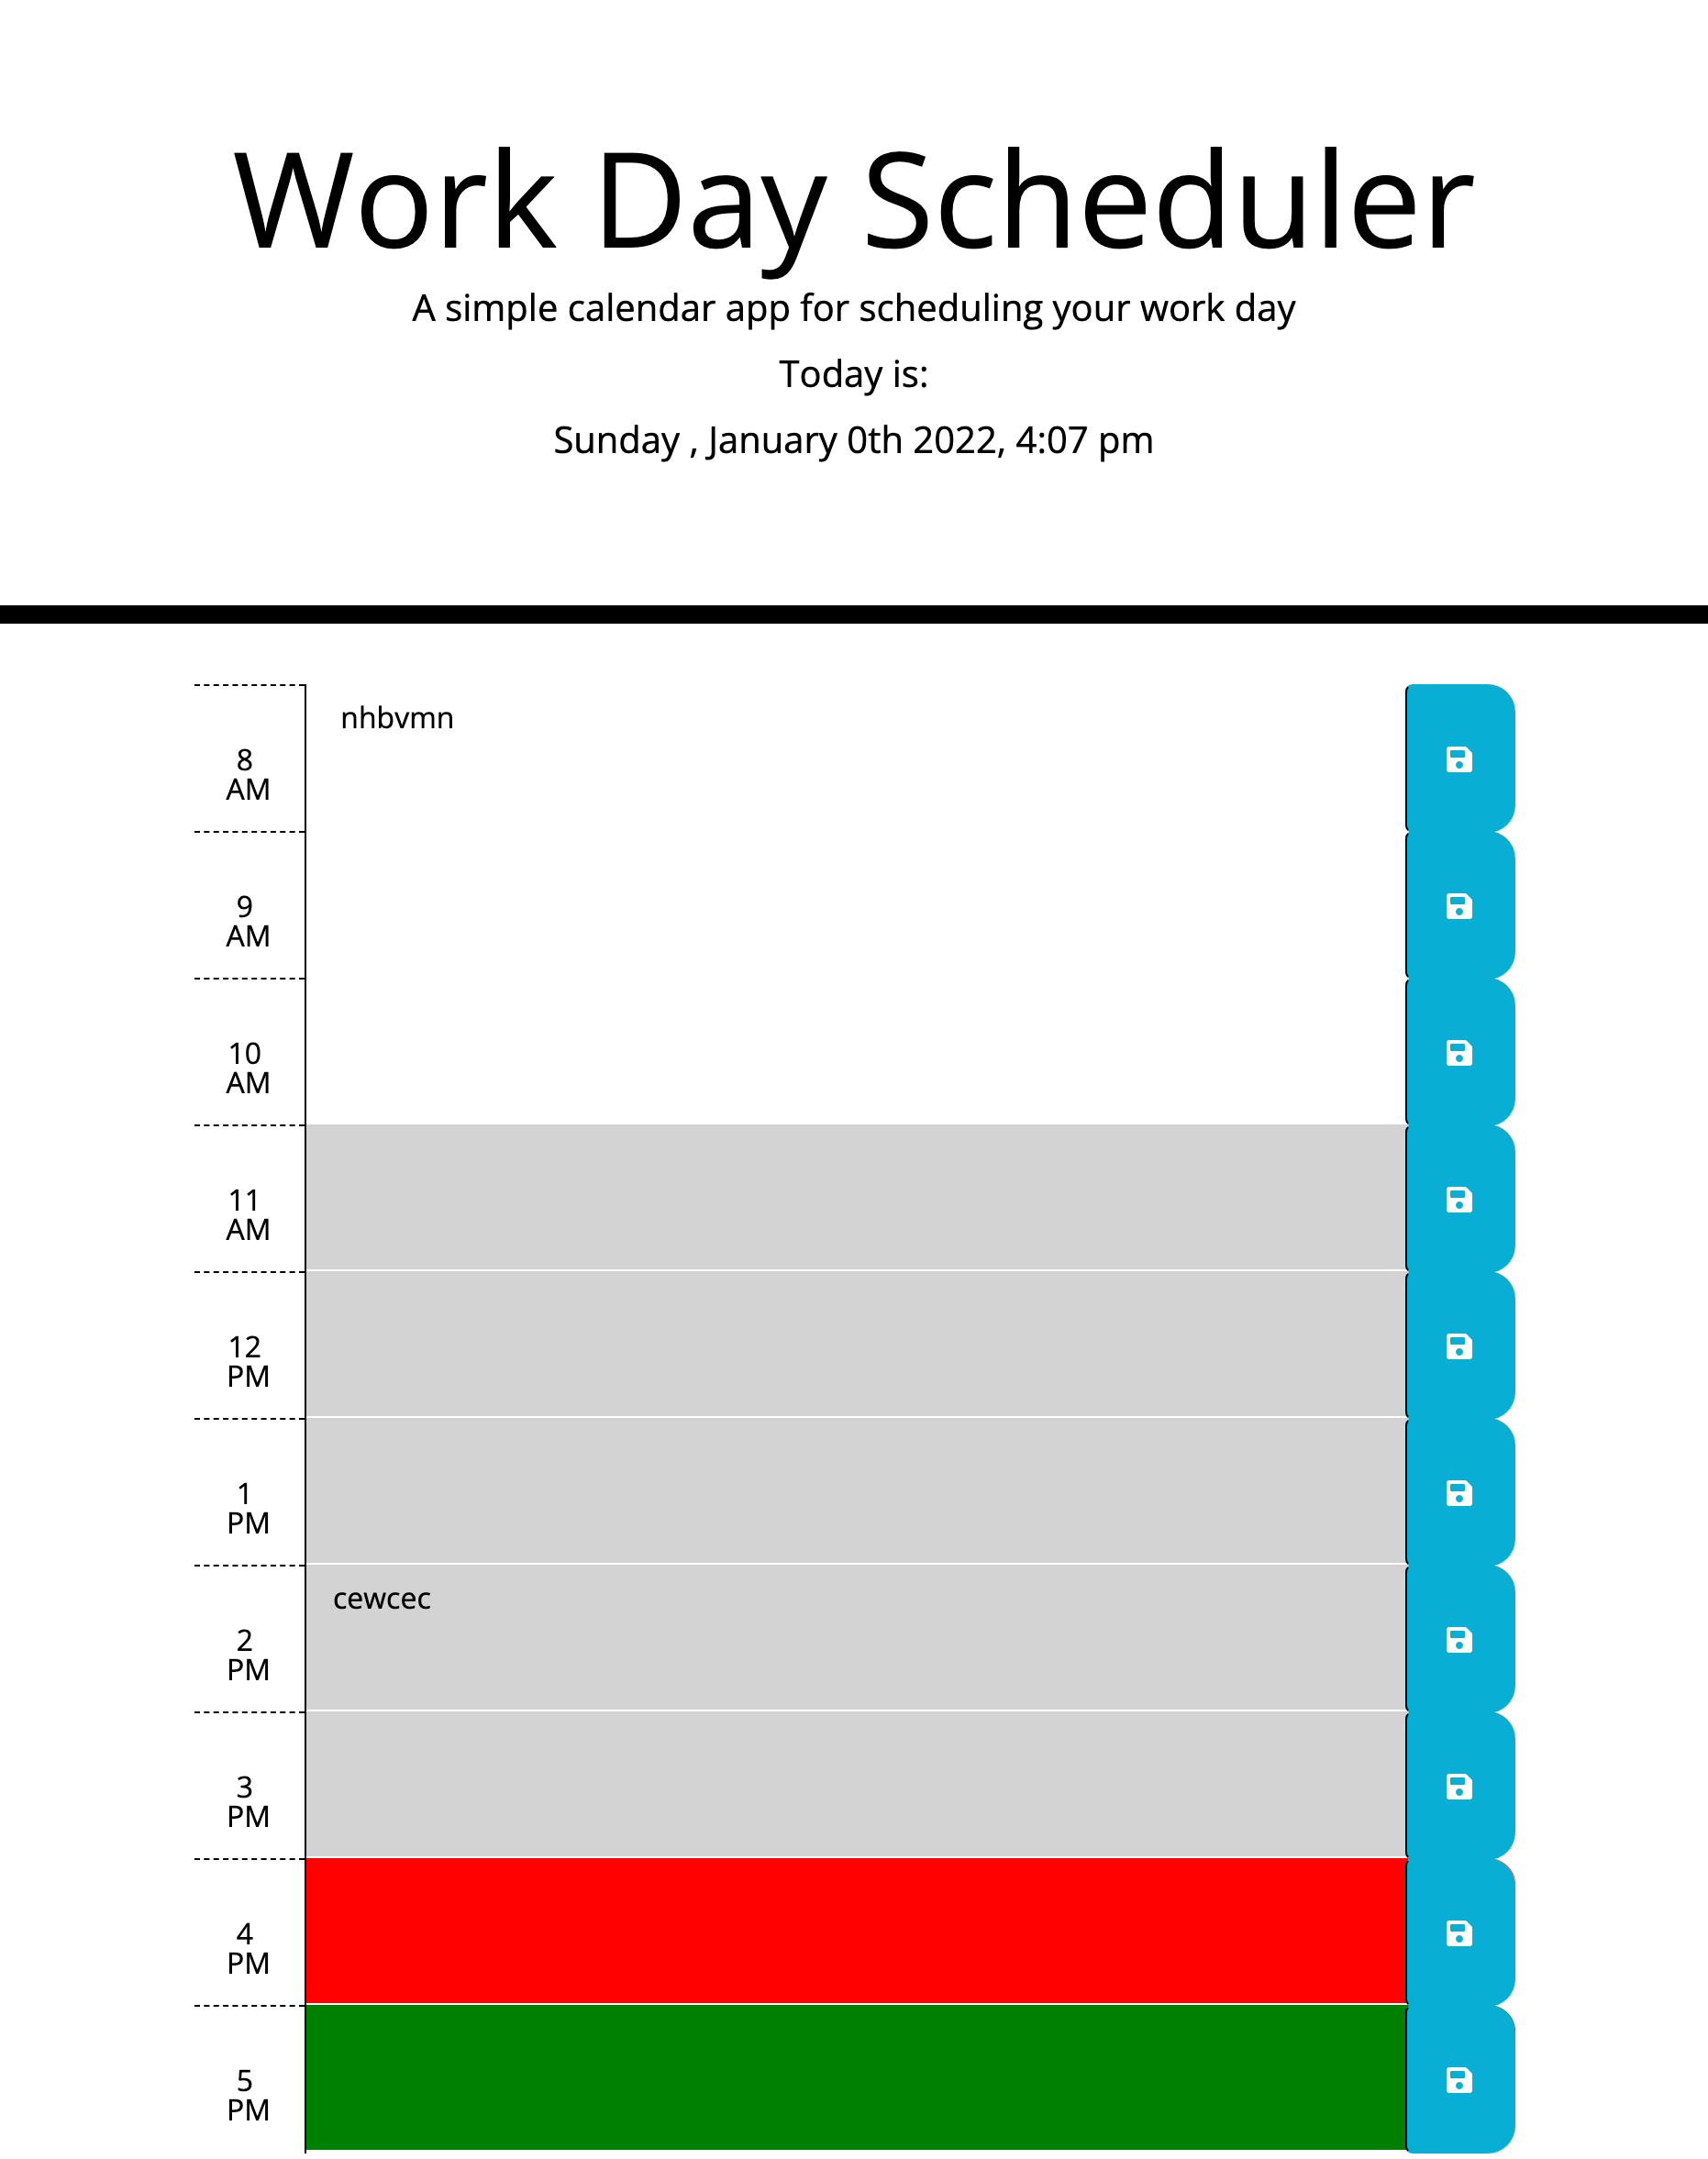 Work Day Scheduler
A simple calendar app for scheduling your work day
Today is:
Sunday , January 0th 2022, 4:07 pm
nhbvmn
8
AM
9
AM
10
AM
11
AM
12
PM
1
PM
cewcec
2
PM
3
PM
4
PM
5
PM